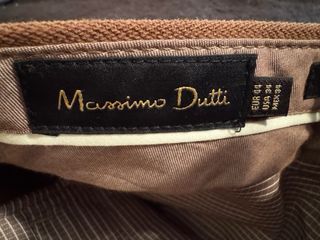 Massimo Dutti
EUR 44
USA 34
MEX 34